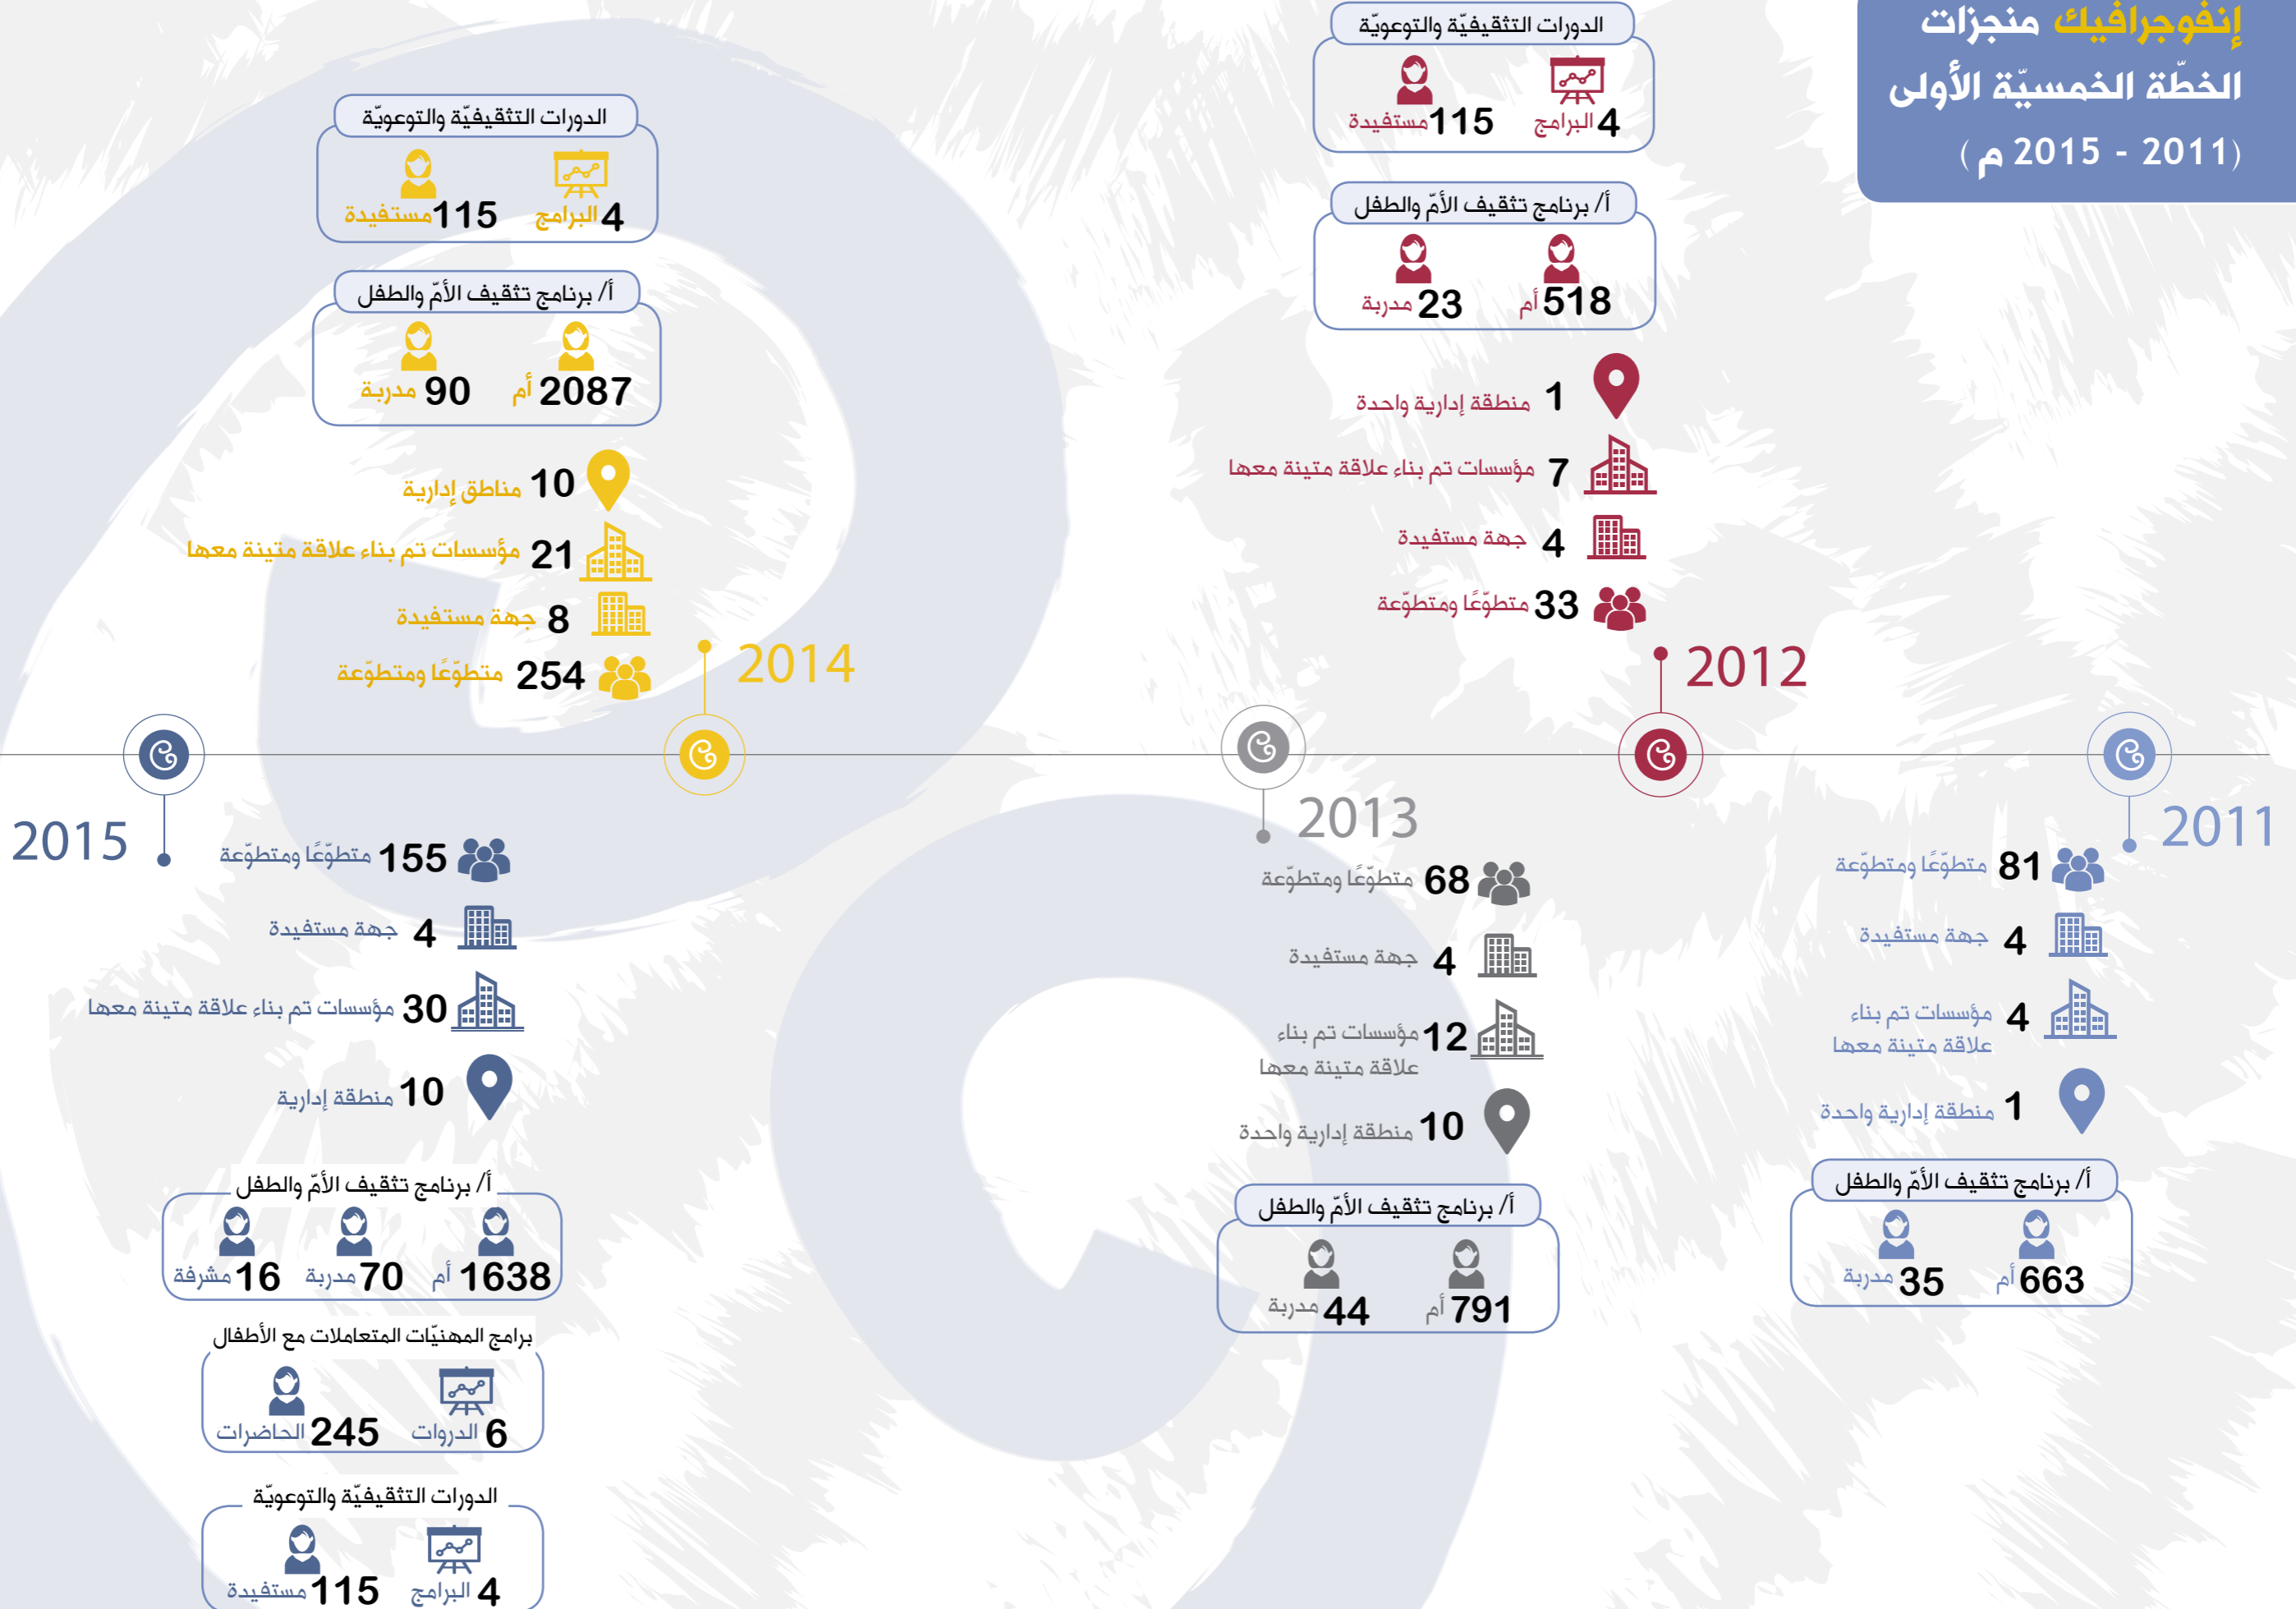 إنفوجرافيك منجزات
الخطّة الخمسيّة الأولى
(2011 - 2015 م)
2011
81 متطوّعًا ومتطوّعة
4 جهة مستفيدة
4 مؤسسات تم بناء
علاقة متينة معها
1 منطقة إدارية واحدة
أ/ برنامج تثقيف الأمّ والطفل
663 أم
35 مدربة
الدورات التثقيفيّة والتوعويّة
4 البرامج
115 مستفيدة
أ/ برنامج تثقيف الأمّ والطفل
518 أم
23 مدربة
1 منطقة إدارية واحدة
7 مؤسسات تم بناء علاقة متينة معها
4 جهة مستفيدة
33 متطوّعًا ومتطوّعة
2012
2013
68 متطوّعًا ومتطوّعة
4 جهة مستفيدة
12 مؤسسات تم بناء
علاقة متينة معها
10 منطقة إدارية واحدة
أ/ برنامج تثقيف الأمّ والطفل
791 أم
44 مدربة
الدورات التثقيفيّة والتوعويّة
4 البرامج
115 مستفيدة
أ/ برنامج تثقيف الأمّ والطفل
2087 أم
90 مدربة
10 مناطق إدارية
21 مؤسسات تم بناء علاقة متينة معها
8 جهة مستفيدة
254 متطوّعًا ومتطوّعة
2014
2015
155 متطوّعًا ومتطوّعة
4 جهة مستفيدة
30 مؤسسات تم بناء علاقة متينة معها
10 منطقة إدارية
أ/ برنامج تثقيف الأمّ والطفل
1638 أم
70 مدربة
16 مشرفة
برامج المهنيّات المتعاملات مع الأطفال
6 الدروات
245 الحاضرات
الدورات التثقيفيّة والتوعويّة
4 البرامج
115 مستفيدة